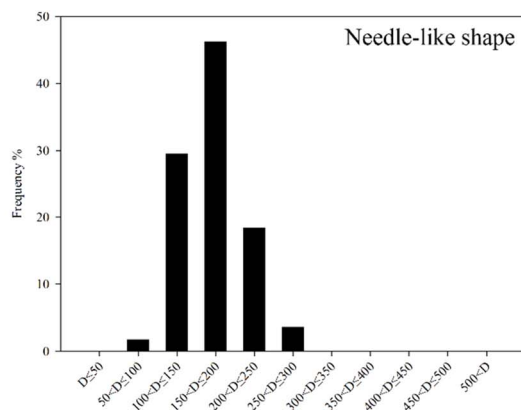 Needle-like shape
Frequency %
50
40
30
20
10
0
D≤50
50<D≤100
100<D≤150
150<D≤200
200<D≤250
250<D≤300
300<D≤350
350<D≤400
400<D≤450
450<D≤500
500<D